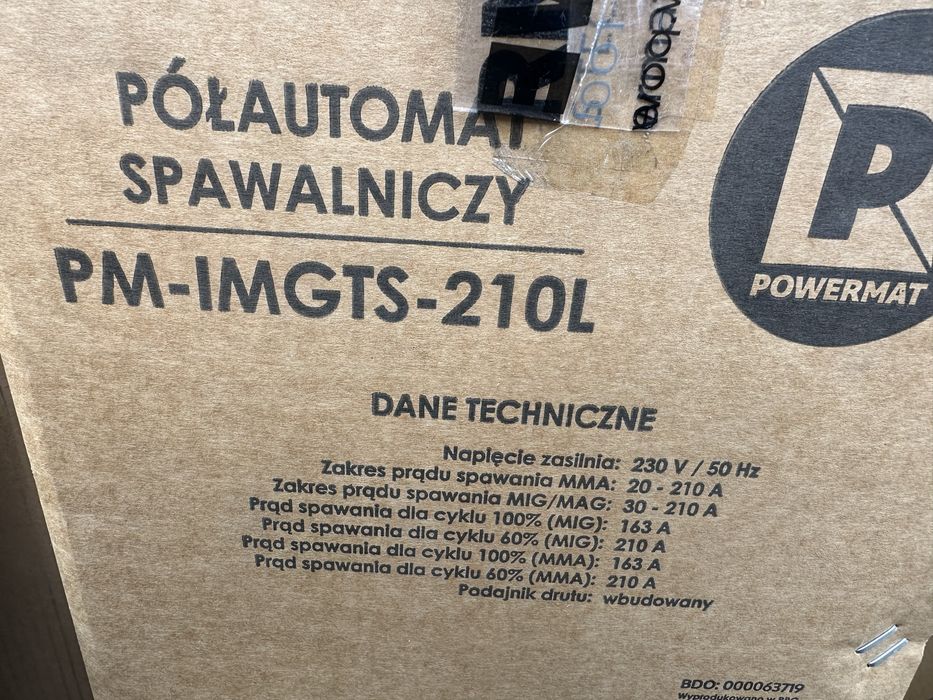 PÓŁAUTOMAT
SPAWALNICZY
PM-IMGTS-210L
P
POWERMAT
DANE TECHNICZNE
Napięcie zasilnia: 230 V / 50 Hz
Zakres prądu spawania MMA: 20 - 210 A
Zakres prądu spawania MIG/MAG: 30 - 210 A
Prąd spawania dla cyklu 100% (MIG): 163 A
Prąd spawania dla cyklu 60% (MIG): 210 A
Prąd spawania dla cyklu 100% (MMA): 163 A
Prąd spawania dla cyklu 60% (MMA): 210 A
Podajnik drutu: wbudowany
BDO: 000063719
Wyprodukowano w PRC